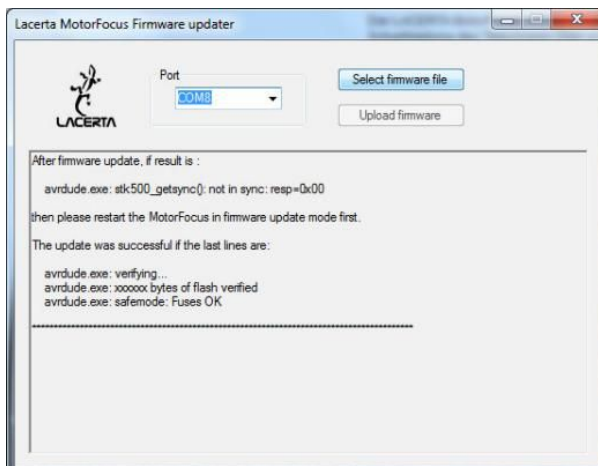 Lacerta MotorFocus Firmware updater
Port
COM8
Select firmware file
LACERTA
Upload firmware
After firmware update, if result is :
avrdude.exe: stk500_getsync(): not in sync: resp=0x00
then please restart the MotorFocus in firmware update mode first.
The update was successful if the last lines are:
avrdude.exe: verifying...
avrdude.exe: xxxxxx bytes of flash verified
avrdude.exe: safemode: Fuses OK